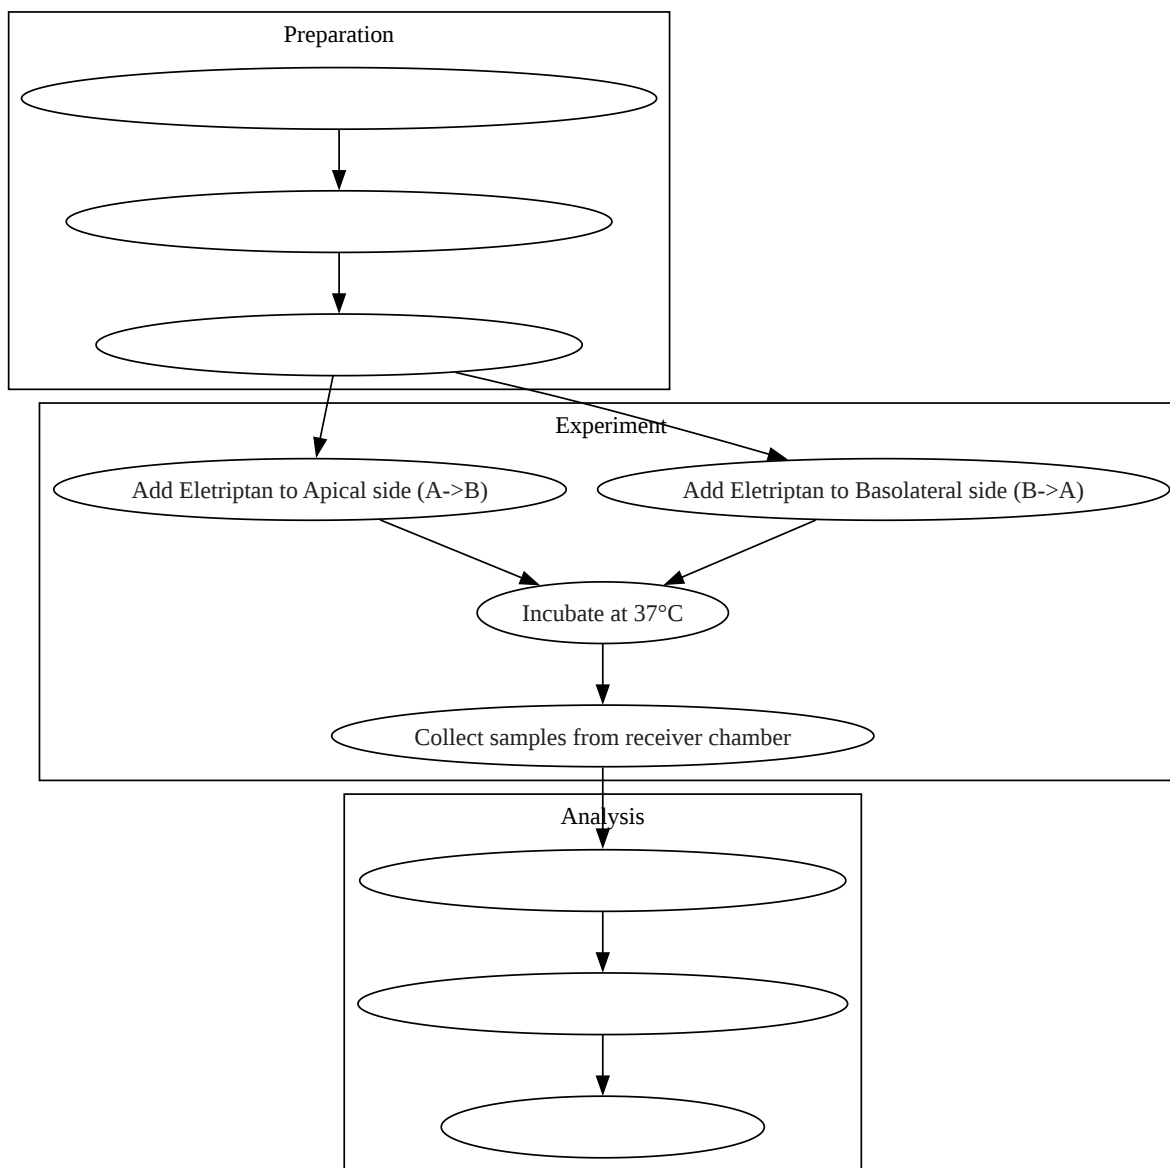 Preparation
Experiment
Add Eletriptan to Apical side (A->B)
Add Eletriptan to Basolateral side (B->A)
Incubate at 37°C
Collect samples from receiver chamber
Analysis